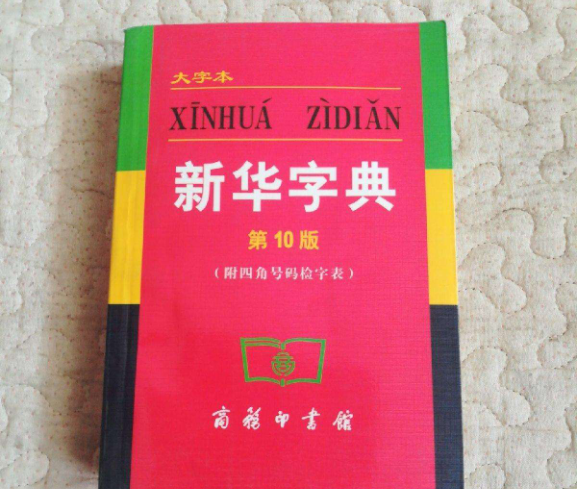 大字本
XĪNHUÁ ZÌDIǍN
新华字典
第10版
（附四角号码检字表）
商務印書館